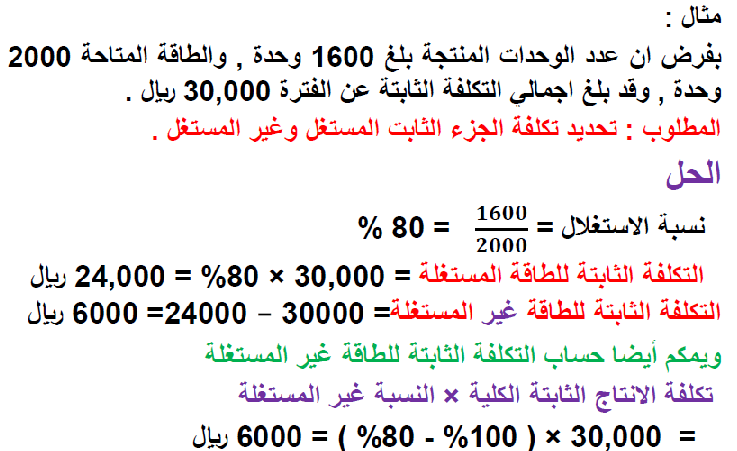 مثال :
بفرض ان عدد الوحدات المنتجة بلغ 1600 وحدة , والطاقة المتاحة 2000
وحدة , وقد بلغ اجمالي التكلفة الثابتة عن الفترة 30,000 ريال .
المطلوب : تحديد تكلفة الجزء الثابت المستغل وغير المستغل .
الحل
نسبة الاستغلال = 1600/2000 = 80 %
التكلفة الثابتة للطاقة المستغلة = 30,000 × 80% = 24,000 ريال
التكلفة الثابتة للطاقة غير المستغلة= 30000 – 24000= 6000 ريال
ويمكم أيضا حساب التكلفة الثابتة للطاقة غير المستغلة
تكلفة الانتاج الثابتة الكلية × النسبة غير المستغلة
= 30,000 × ( 100% - 80% ) = 6000 ريال